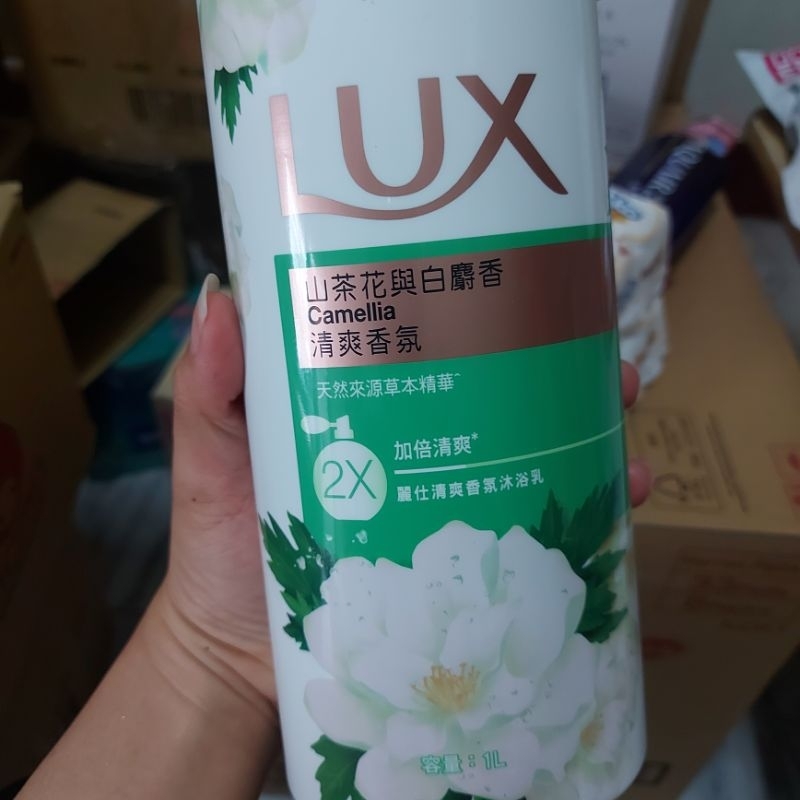 LUX
山茶花與白麝香
Camellia
清爽香氛
天然來源草本精華^
2X
加倍清爽*
麗仕清爽香氛沐浴乳
容量：1L